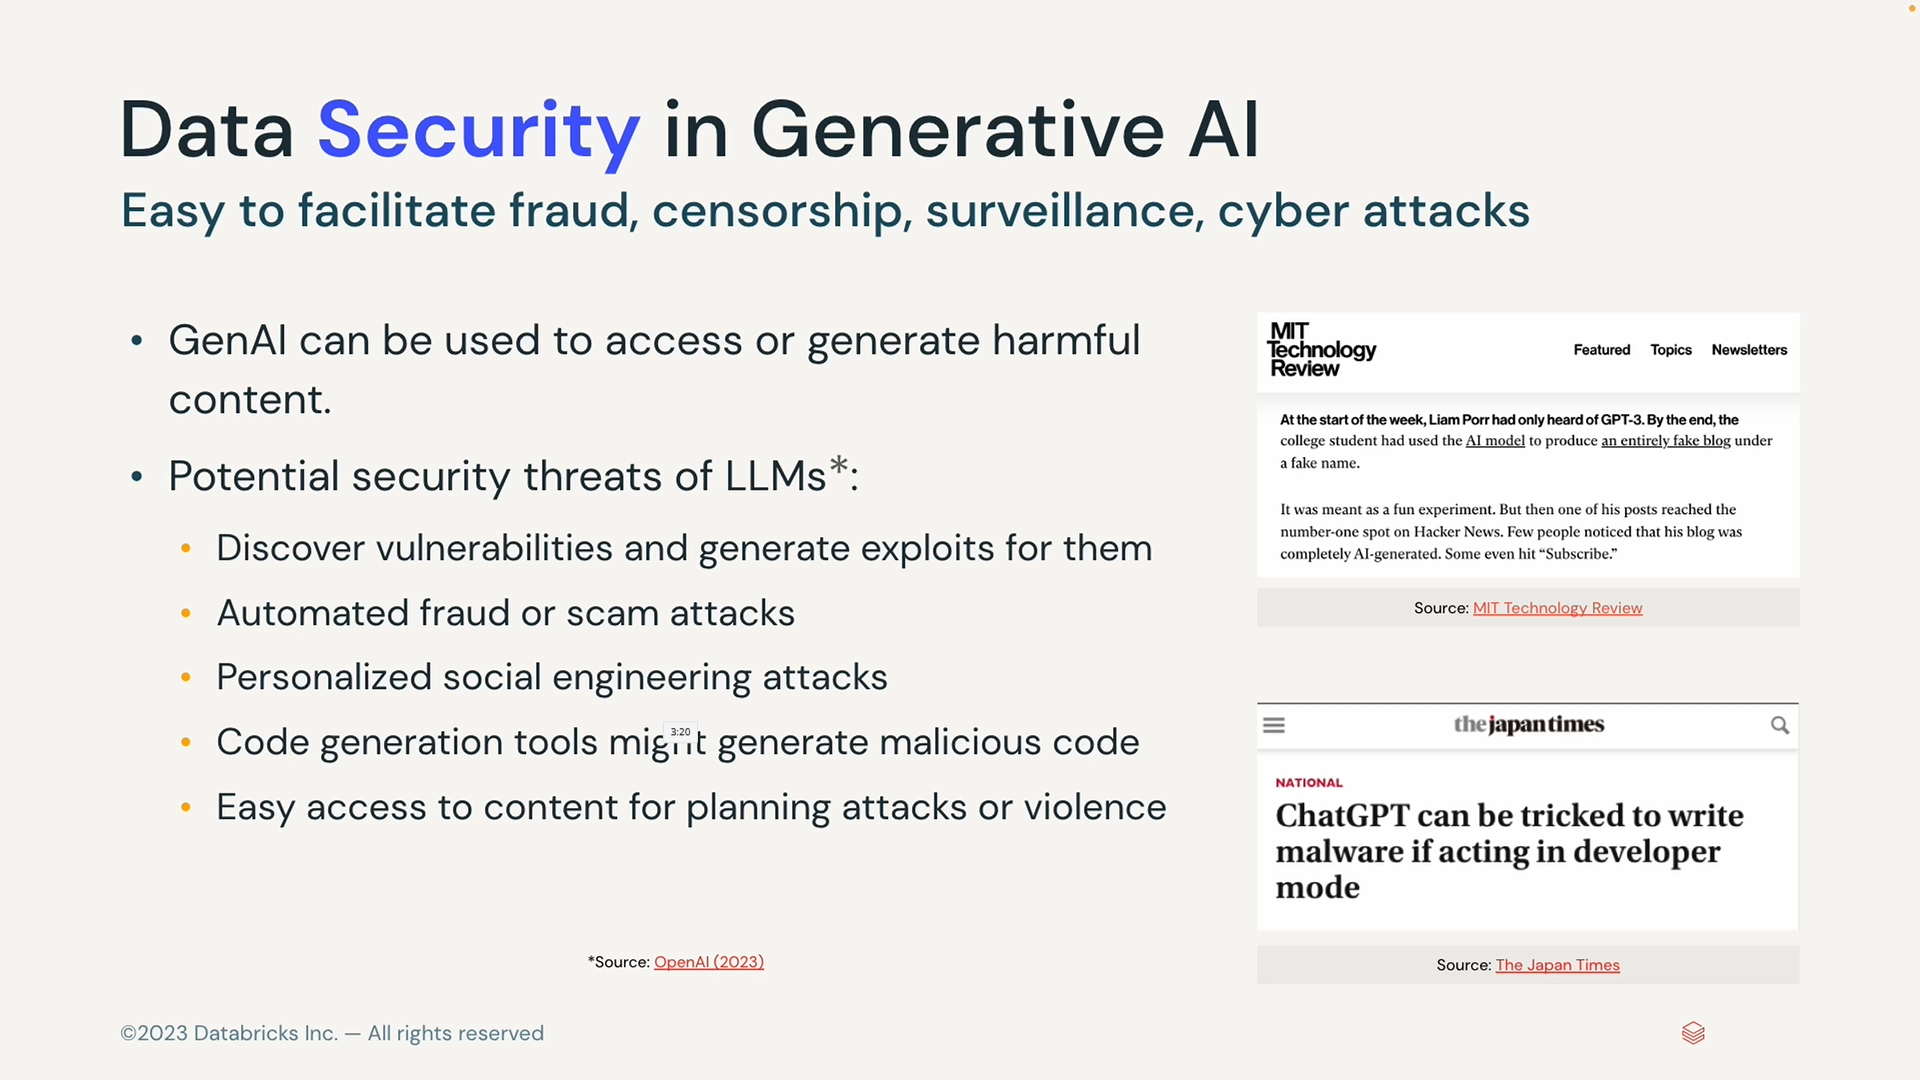 Data Security in Generative AI
Easy to facilitate fraud, censorship, surveillance, cyber attacks
• GenAI can be used to access or generate harmful
content.
• Potential security threats of LLMs*:
• Discover vulnerabilities and generate exploits for them
• Automated fraud or scam attacks
• Personalized social engineering attacks
• Code generation tools might generate malicious code
3:20
• Easy access to content for planning attacks or violence
*Source: OpenAI (2023)
MIT
Technology
Review
Featured Topics Newsletters
At the start of the week, Liam Porr had only heard of GPT-3. By the end, the
college student had used the AI model to produce an entirely fake blog under
a fake name.
It was meant as a fun experiment. But then one of his posts reached the
number-one spot on Hacker News. Few people noticed that his blog was
completely AI-generated. Some even hit “Subscribe.”
Source: MIT Technology Review
the japan times
NATIONAL
ChatGPT can be tricked to write
malware if acting in developer
mode
Source: The Japan Times
©2023 Databricks Inc. — All rights reserved